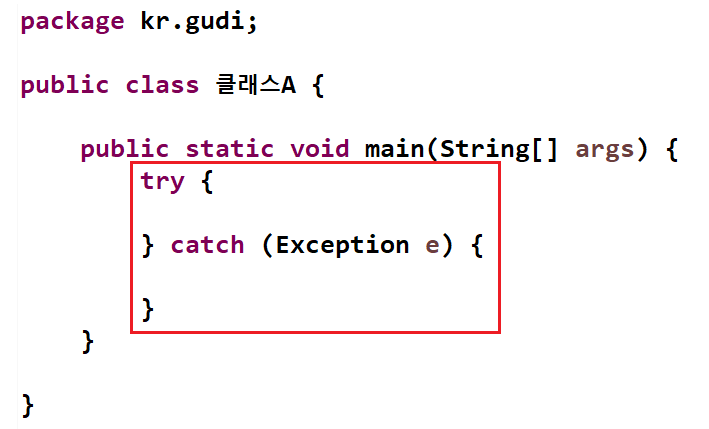 package kr.gudi;
public class 클래스A {
public static void main(String[] args) {
try {
} catch (Exception e) {
}
}
}